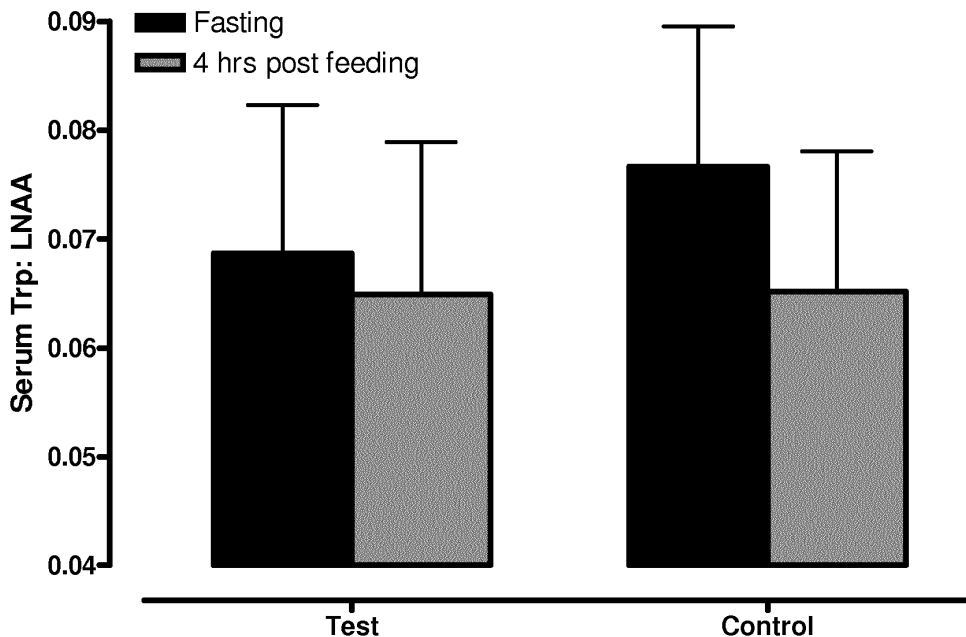 Fasting
4 hrs post feeding
Serum Trp: LNAA
0.09
0.08
0.07
0.06
0.05
0.04
Test
Control